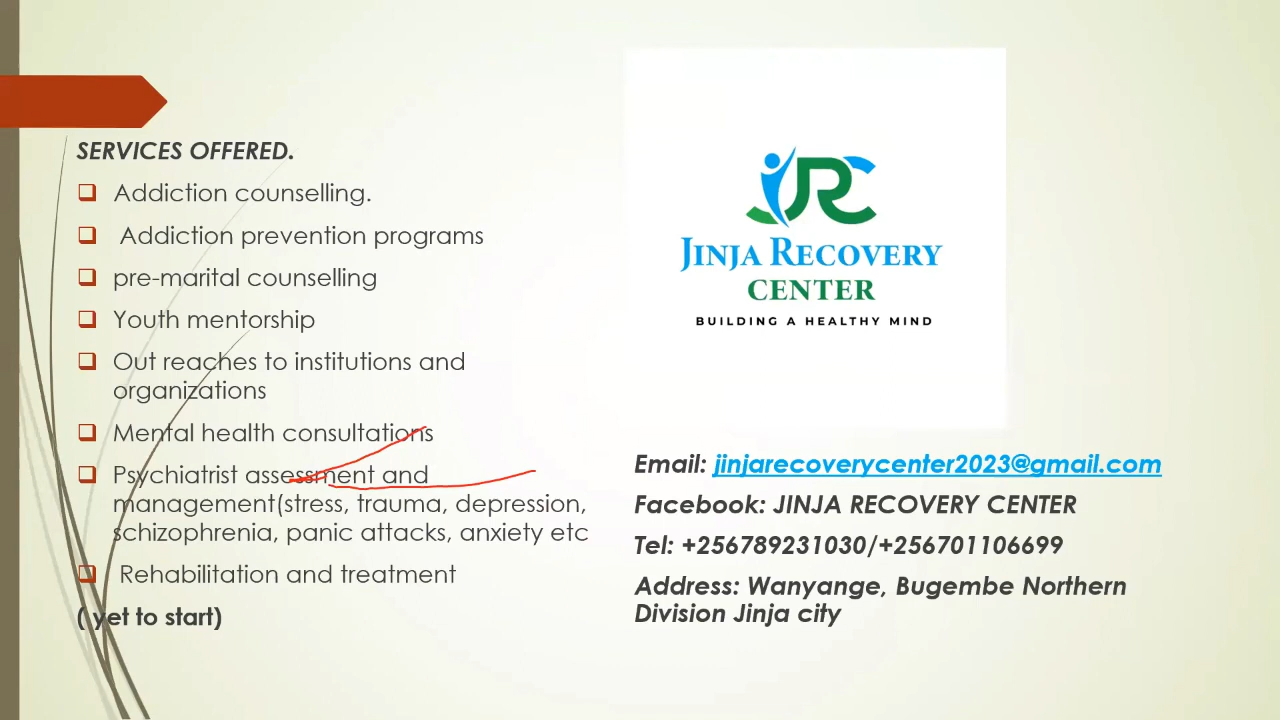 SERVICES OFFERED.
Addiction counselling.
Addiction prevention programs
pre-marital counselling
Youth mentorship
Out reaches to institutions and
organizations
Mental health consultations
Psychiatrist assessment and
management(stress, trauma, depression,
schizophrenia, panic attacks, anxiety etc
Rehabilitation and treatment
( yet to start)
JRC
JINJA RECOVERY
CENTER
BUILDING A HEALTHY MIND
Email: jinjarecoverycenter2023@gmail.com
Facebook: JINJA RECOVERY CENTER
Tel: +256789231030/+256701106699
Address: Wanyange, Bugembe Northern
Division Jinja city